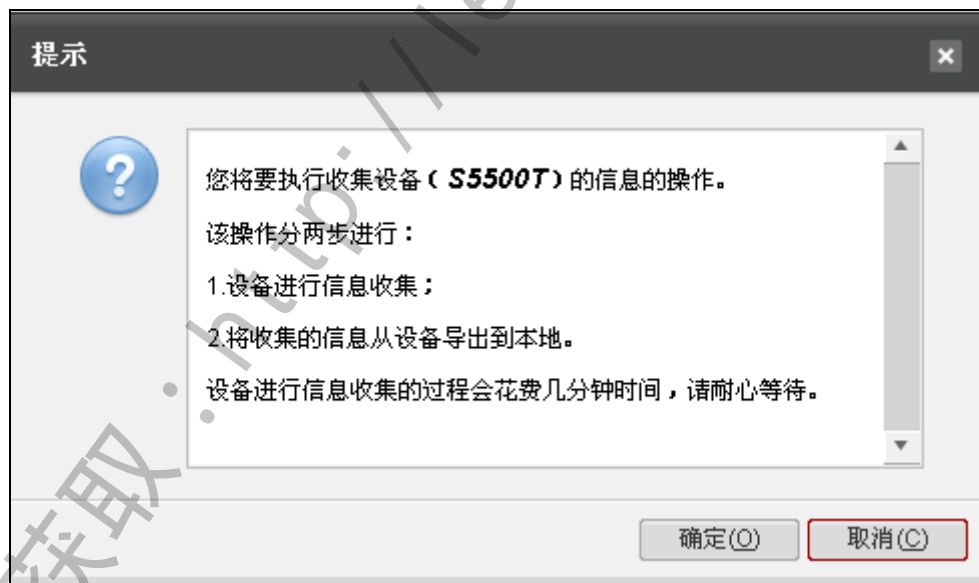 提示
您将要执行收集设备（S5500T）的信息的操作。
该操作分两步进行：
1.设备进行信息收集；
2.将收集的信息从设备导出到本地。
设备进行信息收集的过程会花费几分钟时间，请耐心等待。
确定(O)
取消(C)
获取：http://le